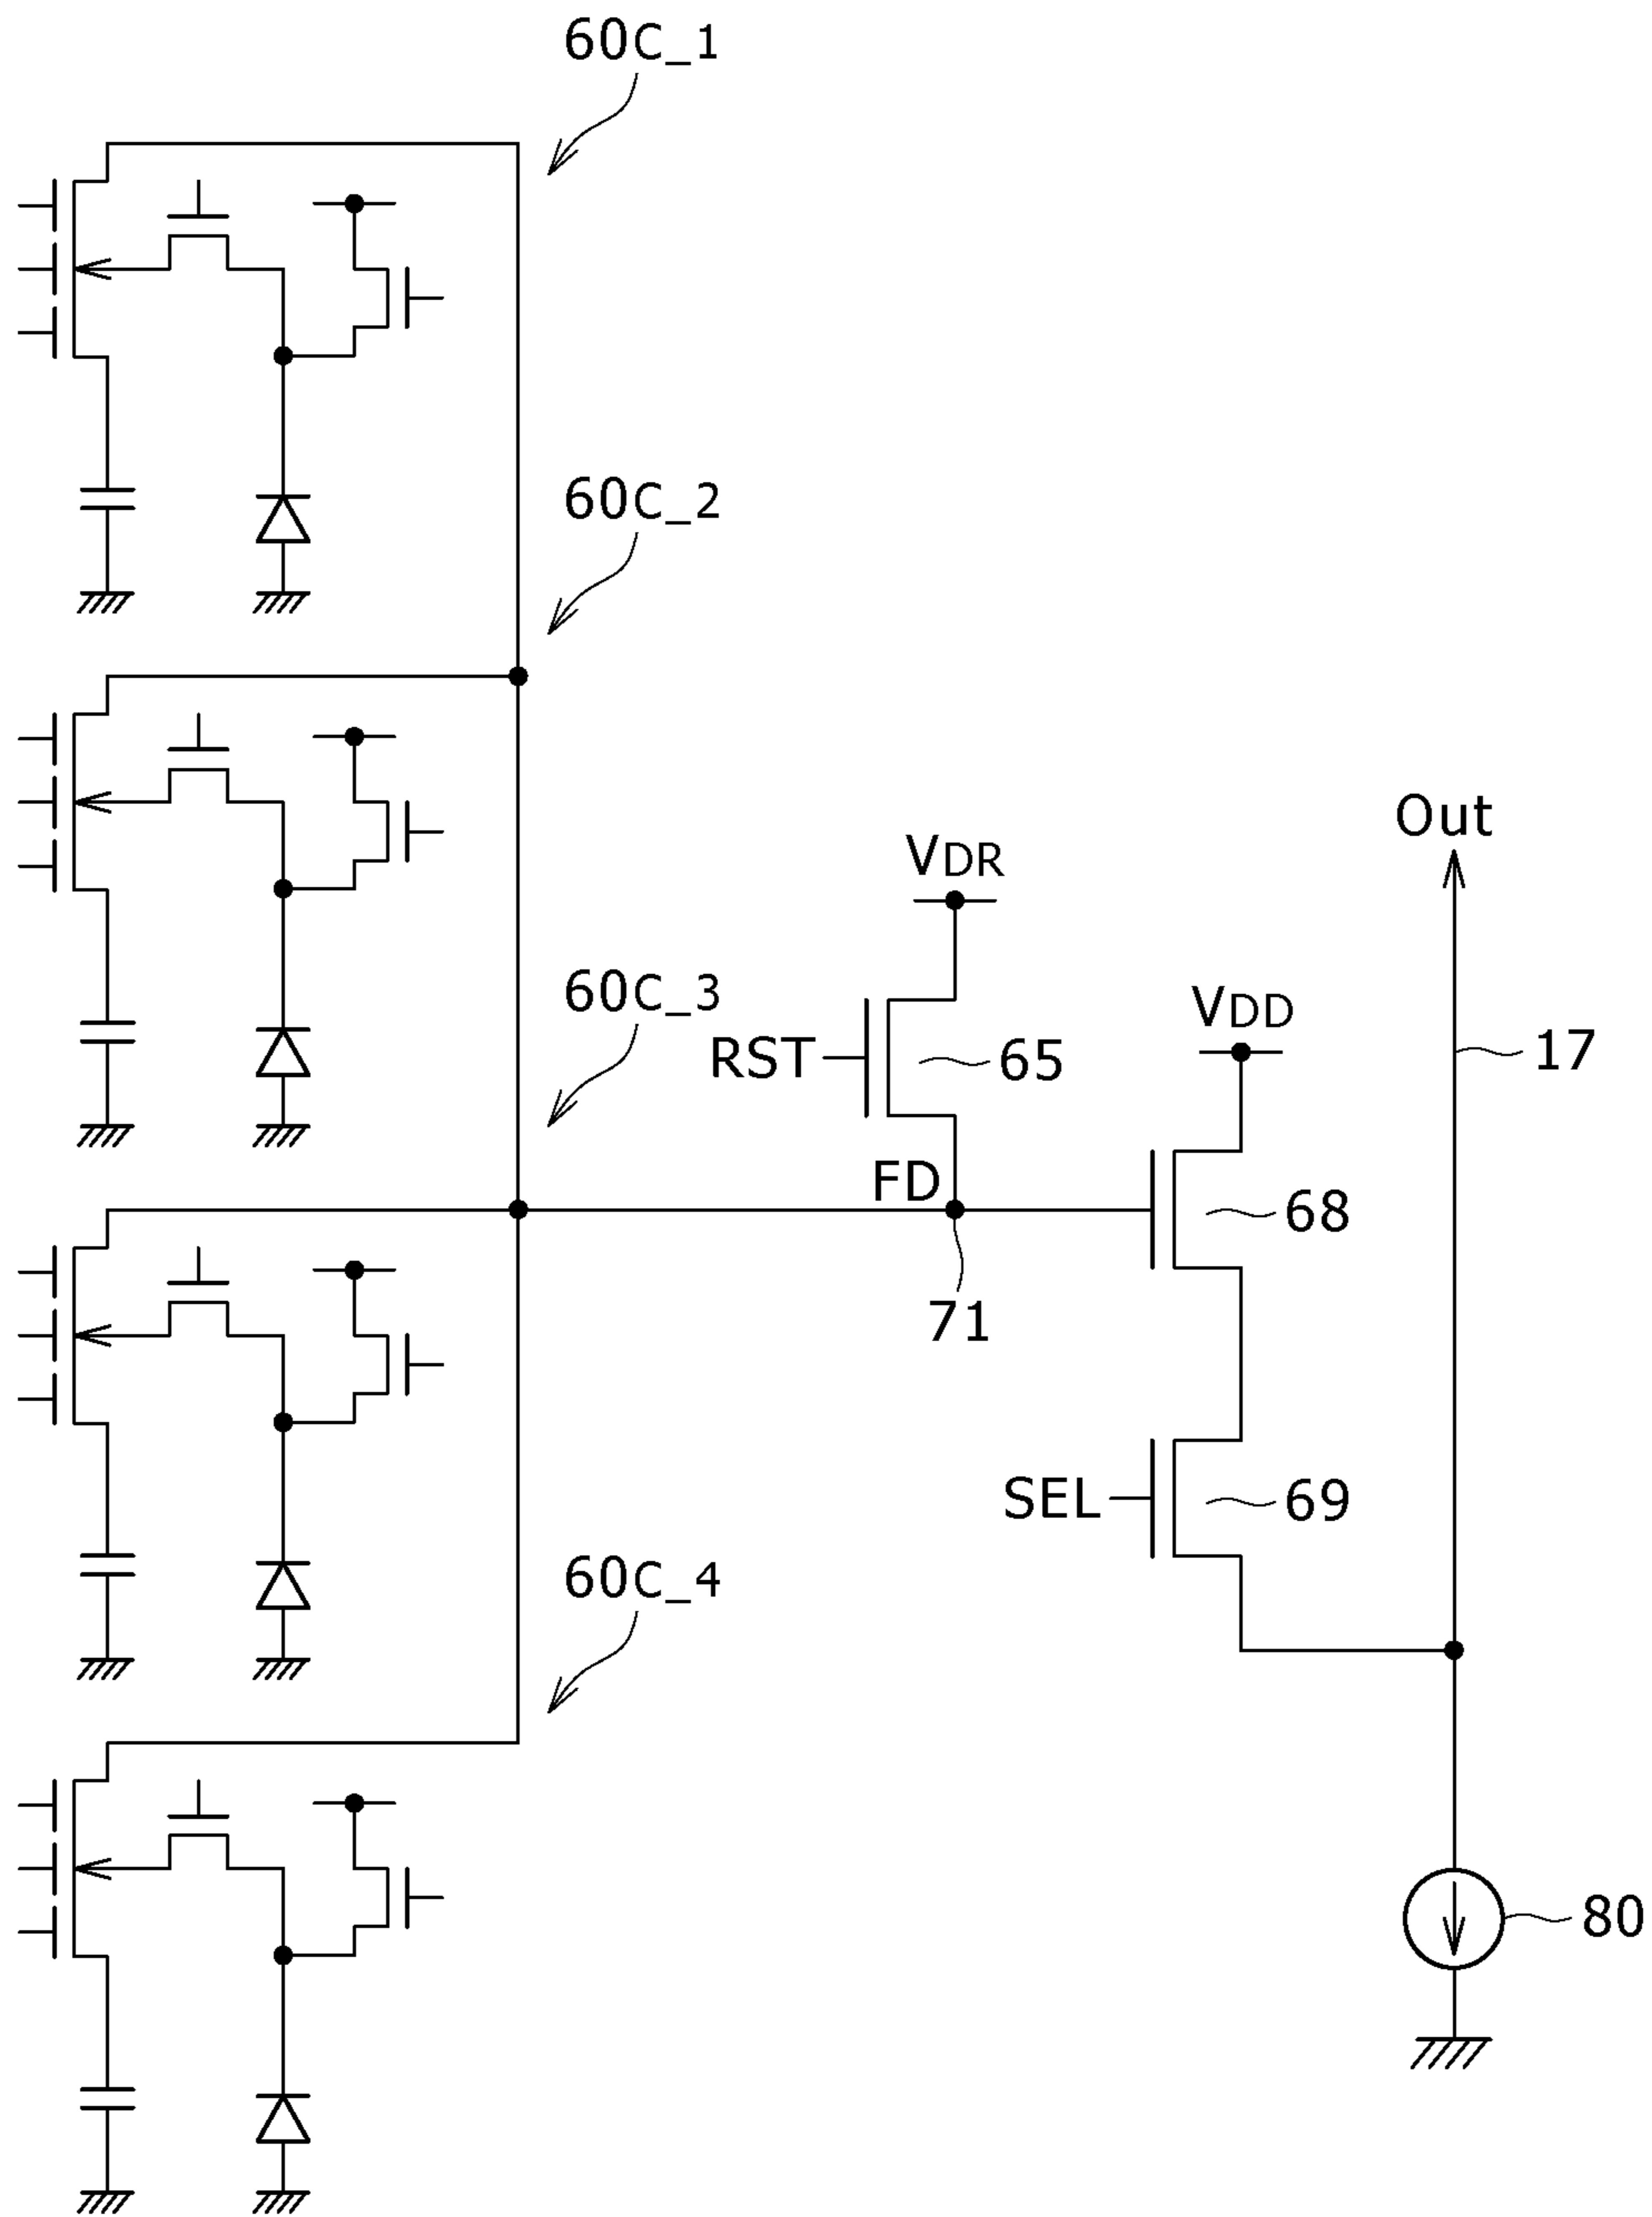 60C_1
60C_2
Out
VDR
60C_3
VDD
17
RST
65
FD
68
71
SEL
69
60C_4
80